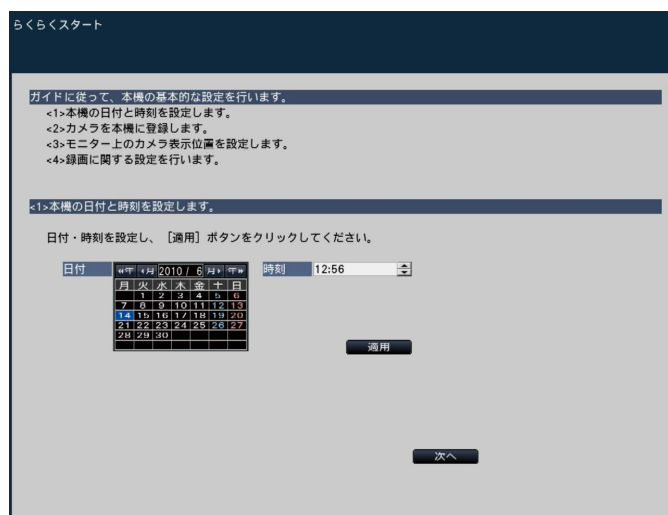 らくらくスタート
ガイドに従って、本機の基本的な設定を行います。
<1>本機の日付と時刻を設定します。
<2>カメラを本機に登録します。
<3>モニター上のカメラ表示位置を設定します。
<4>録画に関する設定を行います。
<1>本機の日付と時刻を設定します。
日付・時刻を設定し、［適用］ボタンをクリックしてください。
日付 «年 ‹月 2010 / 6 月› 年» 時刻 12:56
月 火 水 木 金 土 日
1 2 3 4 5 6
7 8 9 10 11 12 13
14 15 16 17 18 19 20
21 22 23 24 25 26 27
28 29 30
適用
次へ